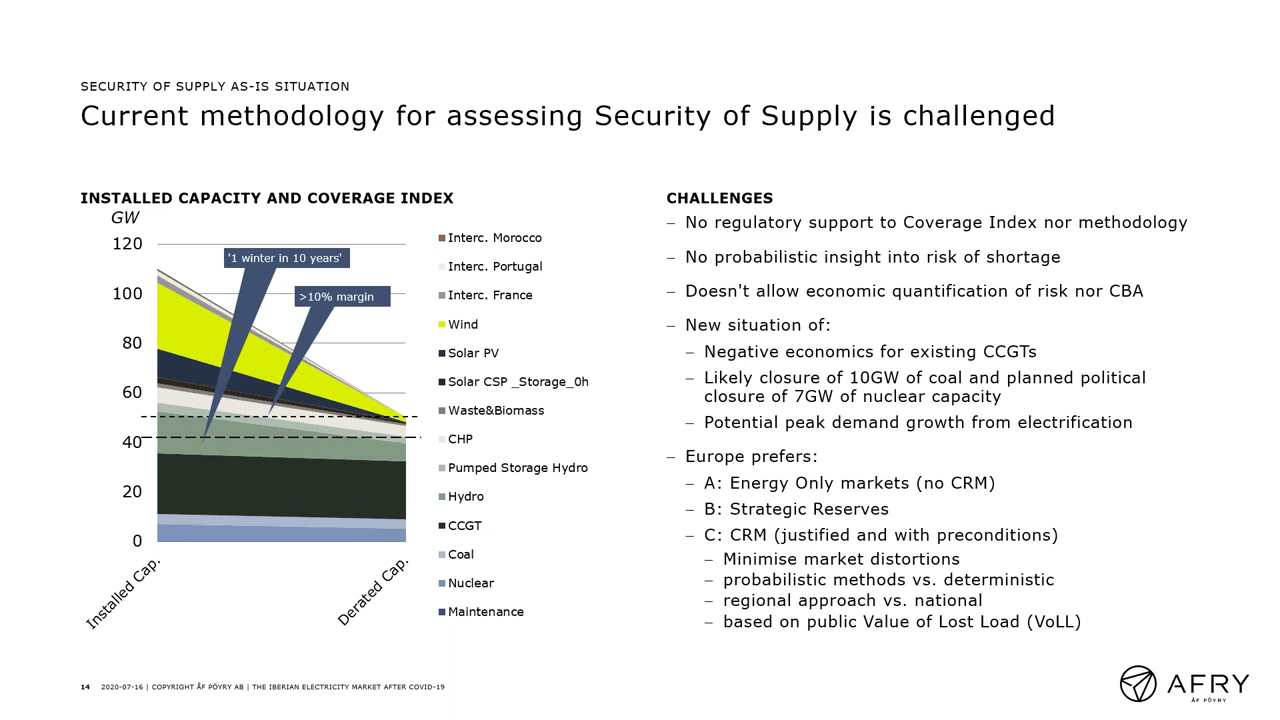 SECURITY OF SUPPLY AS-IS SITUATION
Current methodology for assessing Security of Supply is challenged
INSTALLED CAPACITY AND COVERAGE INDEX
GW
120
100
80
60
40
20
0
'1 winter in 10 years'
>10% margin
Installed Cap.
Derated Cap.
Interc. Morocco
Interc. Portugal
Interc. France
Wind
Solar PV
Solar CSP _Storage_0h
Waste&Biomass
CHP
Pumped Storage Hydro
Hydro
CCGT
Coal
Nuclear
Maintenance
CHALLENGES
– No regulatory support to Coverage Index nor methodology
– No probabilistic insight into risk of shortage
– Doesn't allow economic quantification of risk nor CBA
– New situation of:
– Negative economics for existing CCGTs
– Likely closure of 10GW of coal and planned political
closure of 7GW of nuclear capacity
– Potential peak demand growth from electrification
– Europe prefers:
– A: Energy Only markets (no CRM)
– B: Strategic Reserves
– C: CRM (justified and with preconditions)
– Minimise market distortions
– probabilistic methods vs. deterministic
– regional approach vs. national
– based on public Value of Lost Load (VoLL)
14 2020-07-16 | COPYRIGHT ÅF PÖYRY AB | THE IBERIAN ELECTRICITY MARKET AFTER COVID-19
AFRY
ÅF PÖYRY